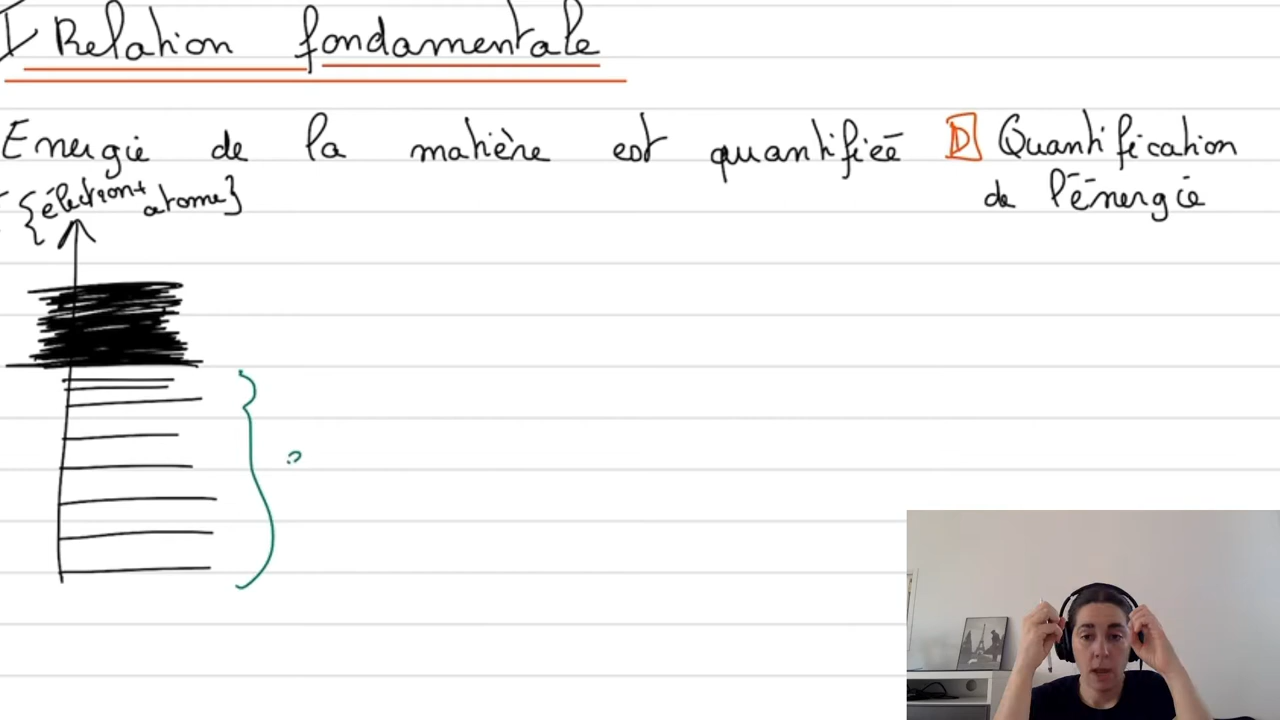 I Relation fondamentale
Energie de la matière est quantifiée D Quantification
de l'énergie
{électron+
atome}